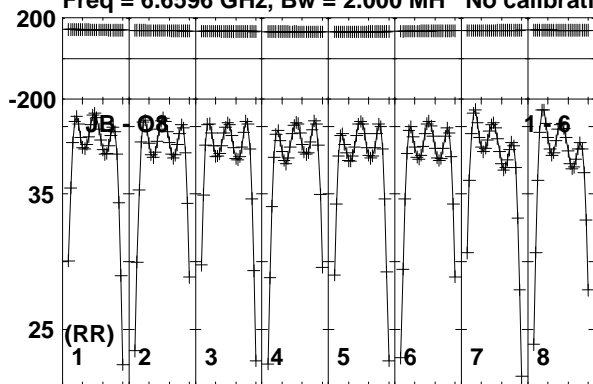 Freq = 6.6596 GHz, Bw = 2.000 MH No calibrati
200
-200
JB - O8 1 - 6
35
25
(RR)
1 2 3 4 5 6 7 8